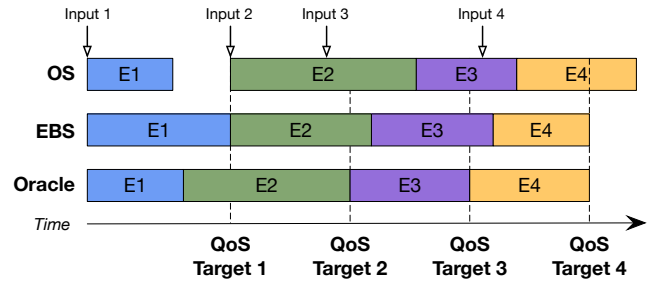 Input 1 Input 2 Input 3 Input 4
OS E1 E2 E3 E4
EBS E1 E2 E3 E4
Oracle E1 E2 E3 E4
Time
QoS QoS QoS QoS
Target 1 Target 2 Target 3 Target 4